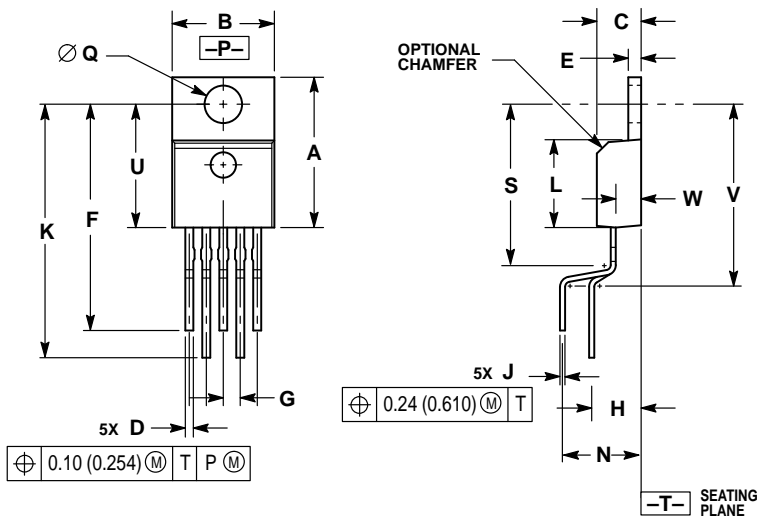 B
–P–
Ø Q
U
A
K
F
G
5X D
⌖ 0.10 (0.254) Ⓜ T P Ⓜ
C
OPTIONAL
CHAMFER
E
S
L
W
V
5X J
⌖ 0.24 (0.610) Ⓜ T
H
N
–T–
SEATING
PLANE